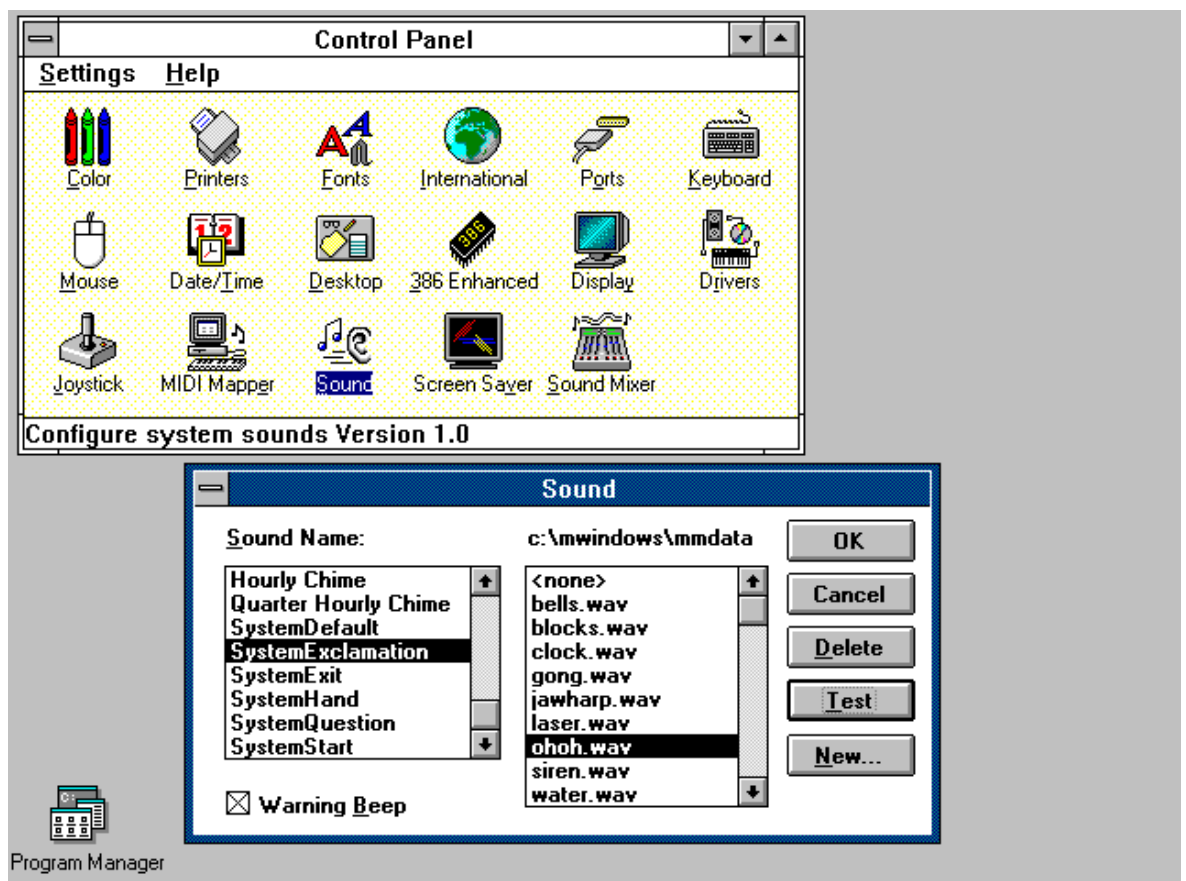 Control Panel
Settings Help
Color Printers Fonts International Ports Keyboard
Mouse Date/Time Desktop 386 Enhanced Display Drivers
Joystick MIDI Mapper Sound Screen Saver Sound Mixer
Configure system sounds Version 1.0
Sound
Sound Name:
Hourly Chime
Quarter Hourly Chime
SystemDefault
SystemExclamation
SystemExit
SystemHand
SystemQuestion
SystemStart
Warning Beep
c:\mwindows\mmdata
<none>
bells.wav
blocks.wav
clock.wav
gong.wav
jawharp.wav
laser.wav
ohoh.wav
siren.wav
water.wav
OK
Cancel
Delete
Test
New...
Program Manager